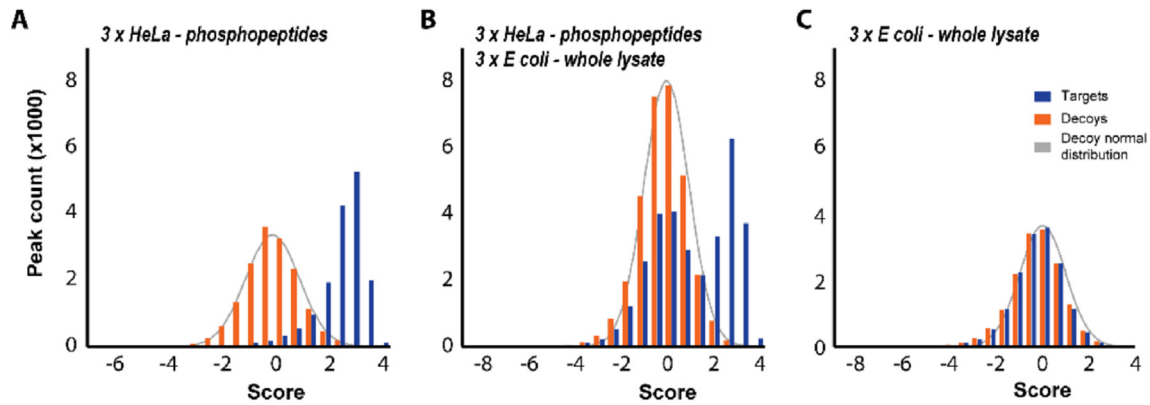 A
3 x HeLa - phosphopeptides
Peak count (x1000)
8
6
4
2
0
-6 -4 -2 0 2 4
Score
B
3 x HeLa - phosphopeptides
3 x E coli - whole lysate
8
6
4
2
0
-6 -4 -2 0 2 4
Score
C
3 x E coli - whole lysate
Targets
Decoys
Decoy normal
distribution
8
6
4
2
0
-8 -6 -4 -2 0 2 4
Score